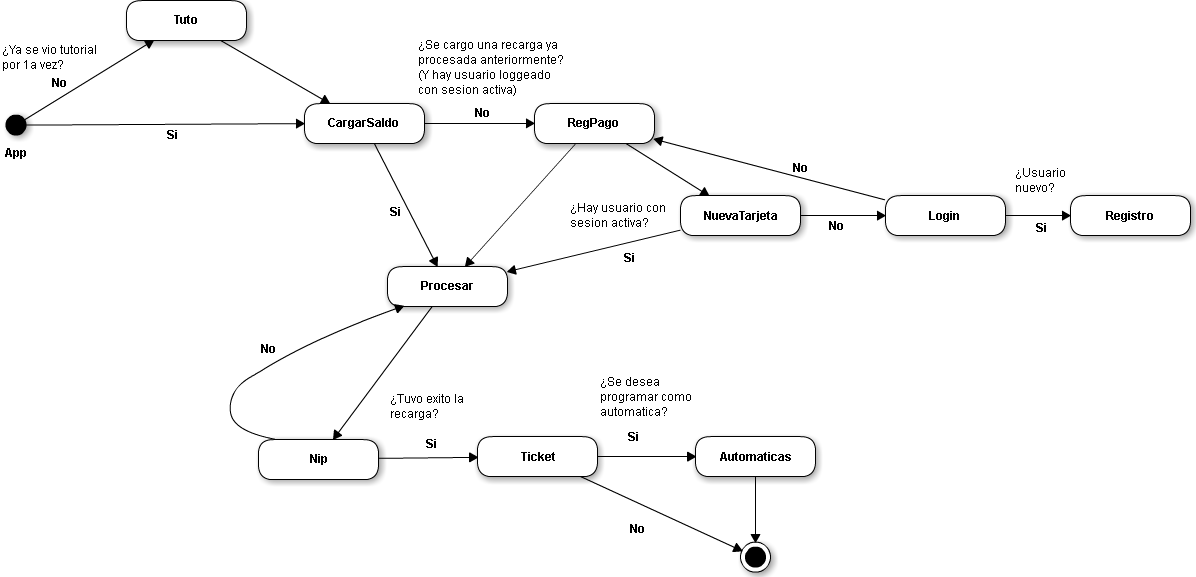 Tuto
¿Ya se vio tutorial
por 1a vez?
No
¿Se cargo una recarga ya
procesada anteriormente?
(Y hay usuario loggeado
con sesion activa)
CargarSaldo
No
RegPago
Si
App
No
¿Usuario
nuevo?
Si
¿Hay usuario con
sesion activa?
NuevaTarjeta
No
Login
Si
Registro
Si
Procesar
No
¿Tuvo exito la
recarga?
¿Se desea
programar como
automatica?
Nip
Si
Ticket
Si
Automaticas
No